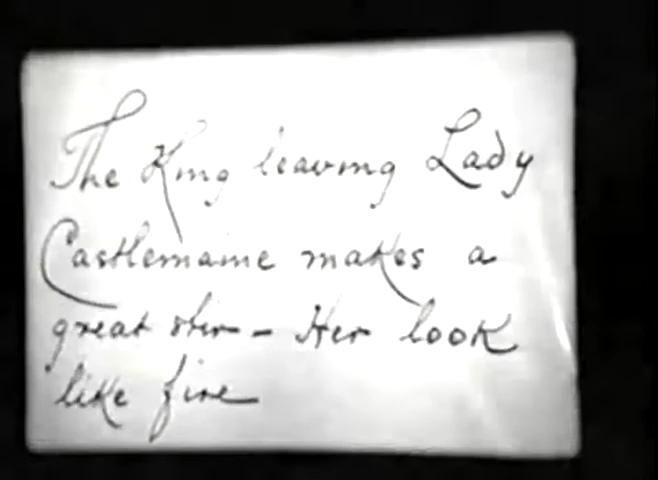 The King leaving Lady
Castlemaine makes a
great stir - Her look
like fire